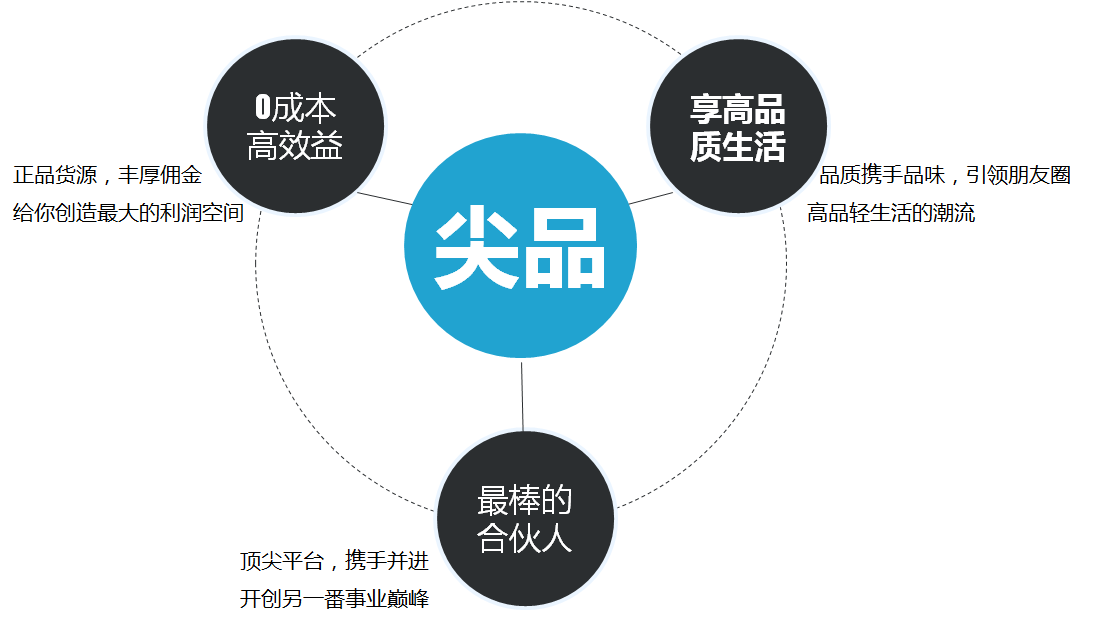 0成本
高效益
正品货源，丰厚佣金
给你创造最大的利润空间
尖品
享高品
质生活
品质携手品味，引领朋友圈
高品轻生活的潮流
最棒的
合伙人
顶尖平台，携手并进
开创另一番事业巅峰